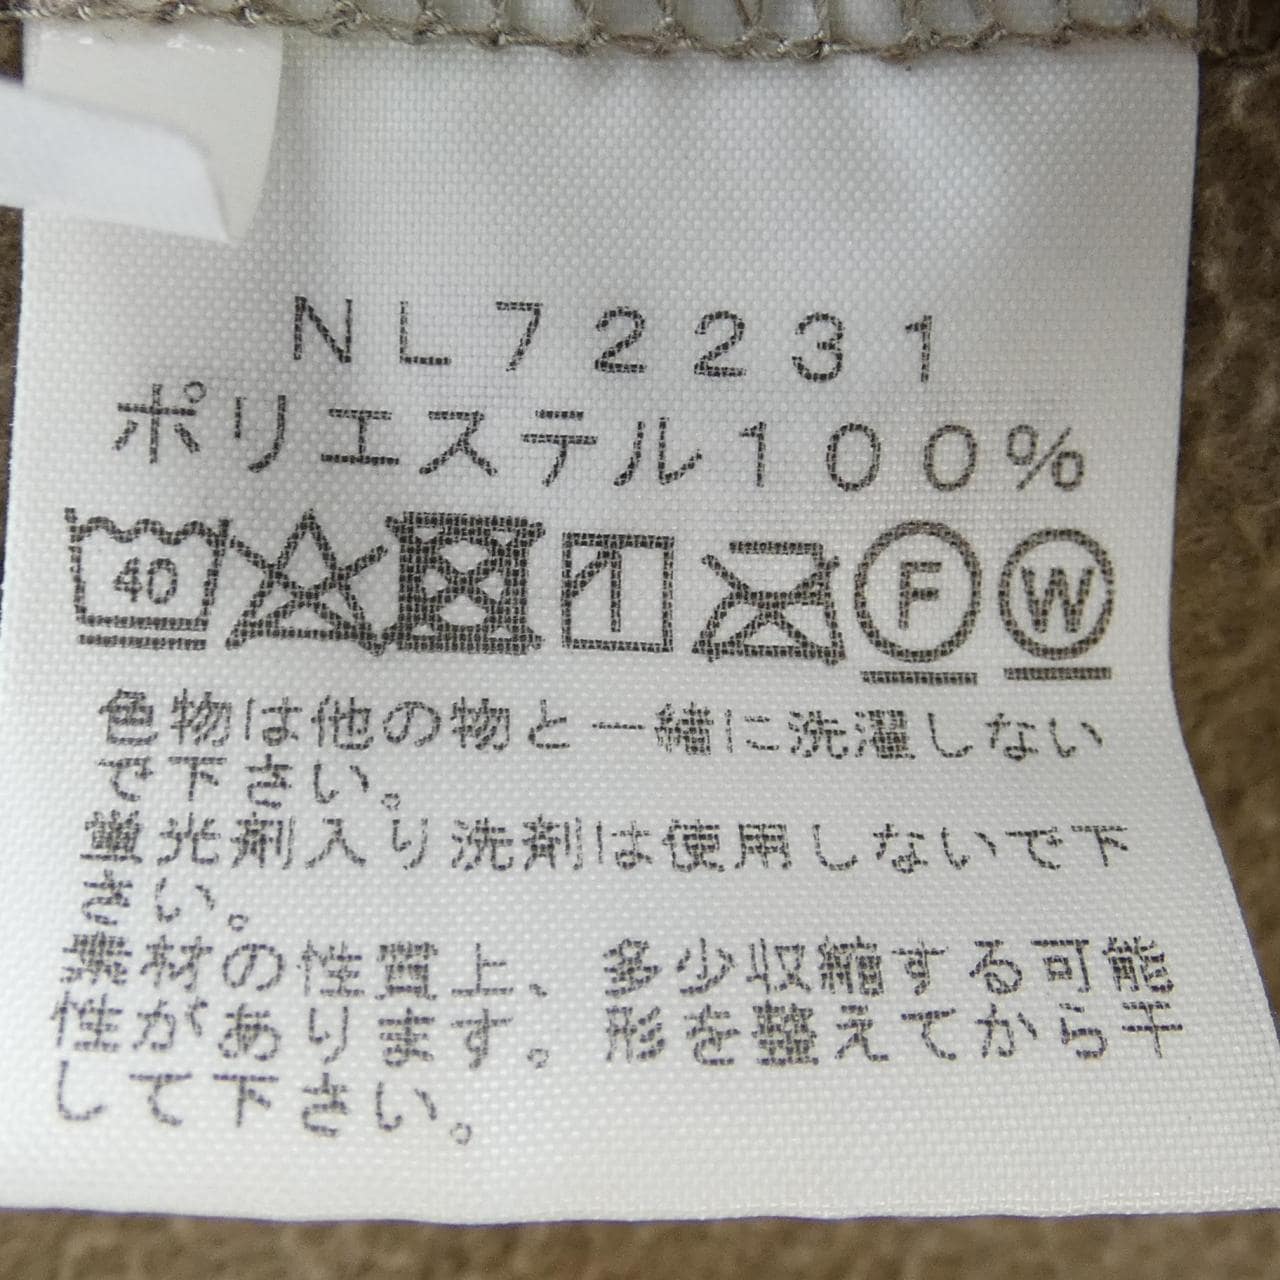 NL72231
ポリエステル100%
40 F W
色物は他の物と一緒に洗濯しない
で下さい。
蛍光剤入り洗剤は使用しないで下
さい。
素材の性質上、多少収縮する可能
性があります。形を整えてから干
して下さい。